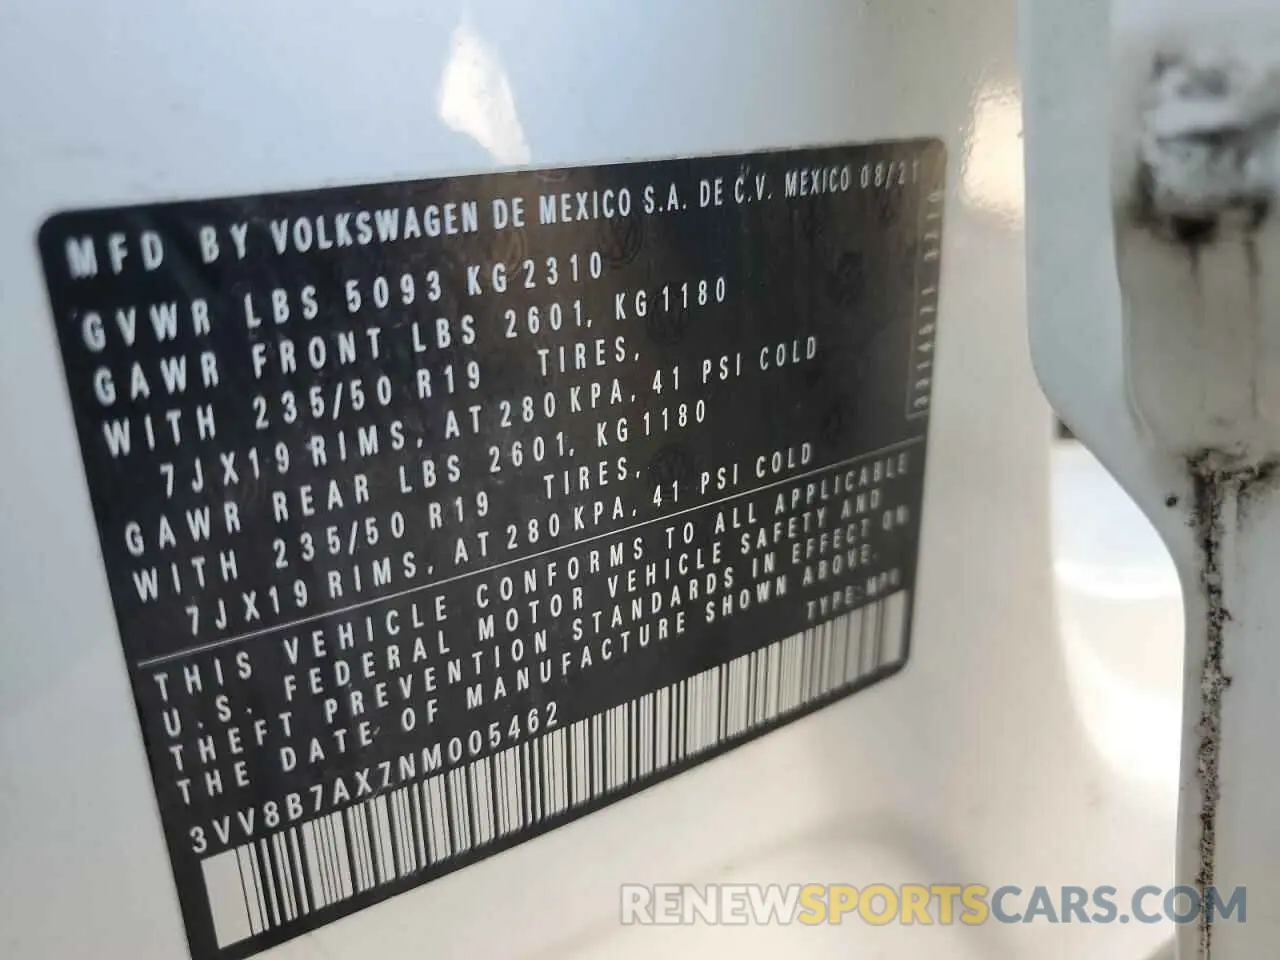 MFD BY VOLKSWAGEN DE MEXICO S.A. DE C.V. MEXICO 08/21
GVWR LBS 5093 KG 2310
GAWR FRONT LBS 2601, KG 1180
WITH 235/50 R19 TIRES,
7JX19 RIMS, AT 280 KPA, 41 PSI COLD
GAWR REAR LBS 2601, KG 1180
WITH 235/50 R19 TIRES,
7JX19 RIMS, AT 280 KPA, 41 PSI COLD
THIS VEHICLE CONFORMS TO ALL APPLICABLE
U.S. FEDERAL MOTOR VEHICLE SAFETY AND
THEFT PREVENTION STANDARDS IN EFFECT ON
THE DATE OF MANUFACTURE SHOWN ABOVE.
3VV8B7AX7NM005462 TYPE:MPV
RENEWSPORTSCARS.COM